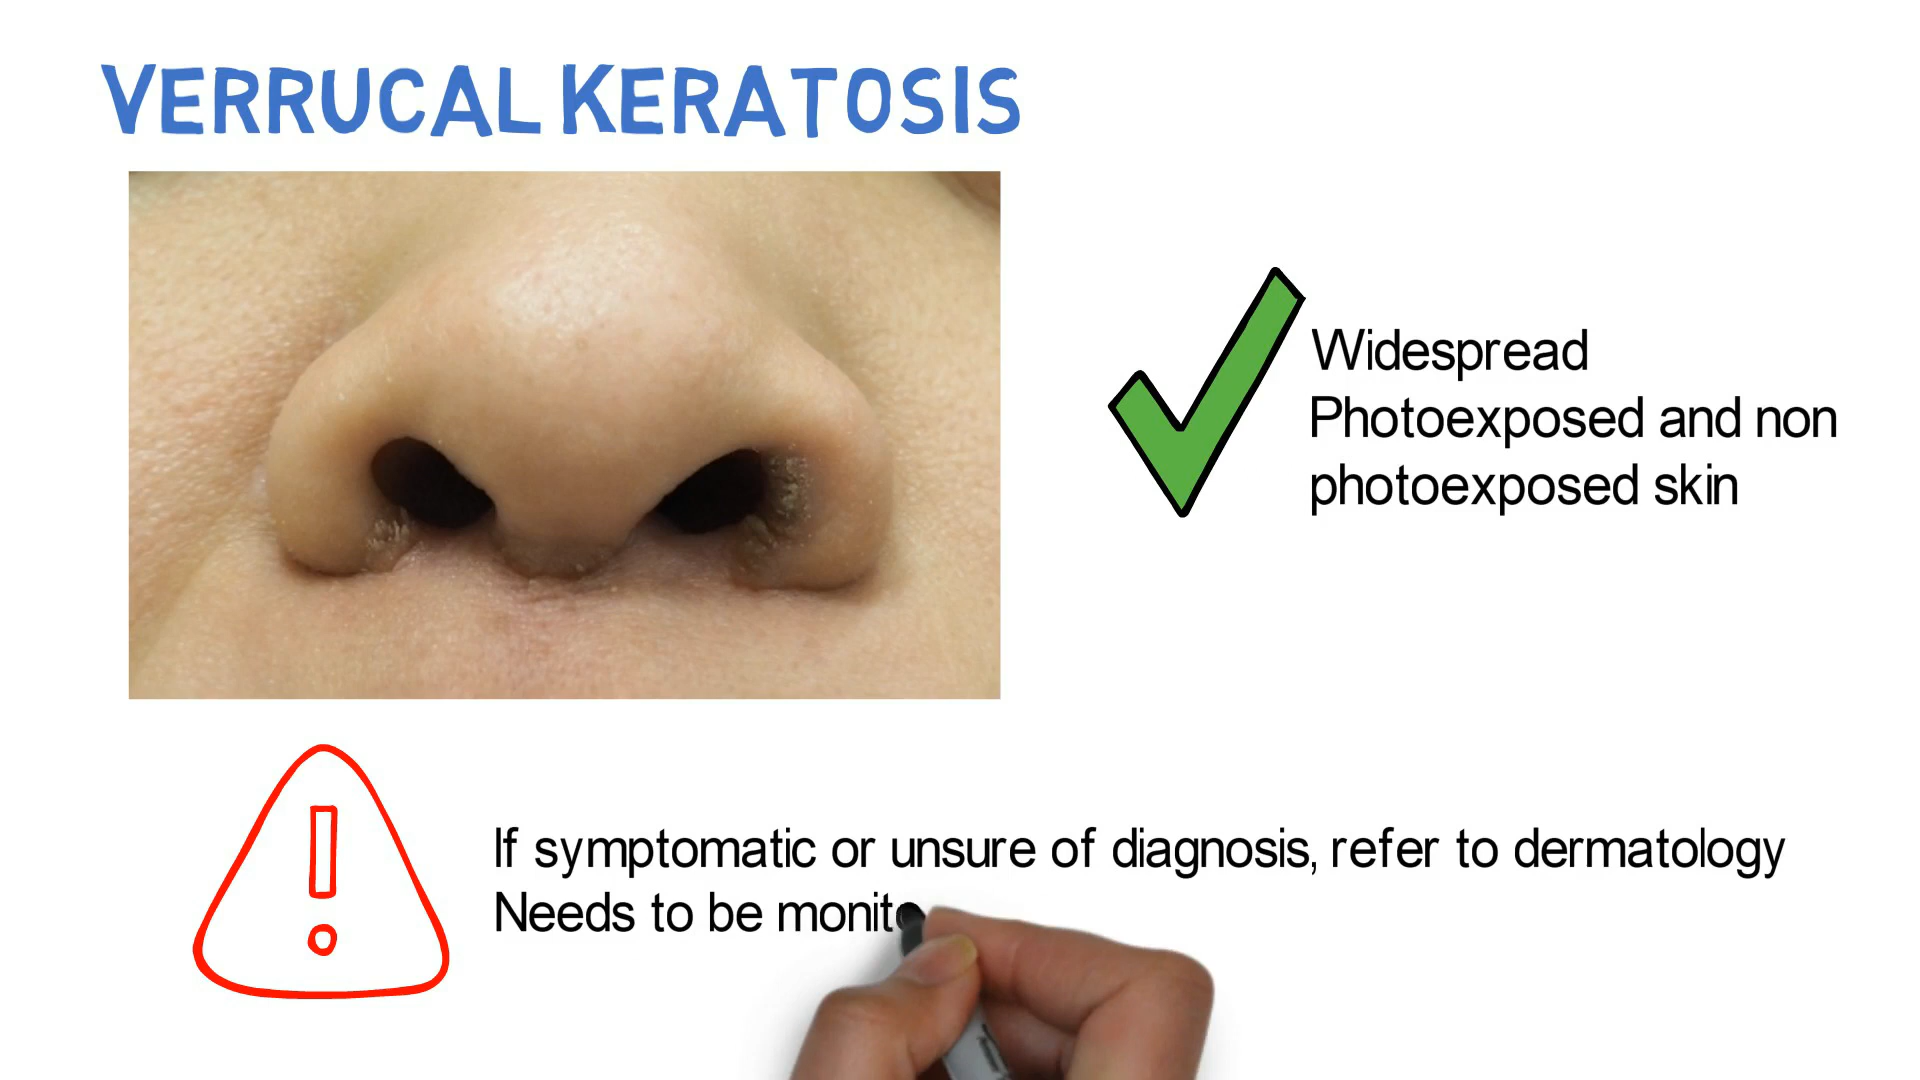 VERRUCAL KERATOSIS
Widespread
Photoexposed and non
photoexposed skin
If symptomatic or unsure of diagnosis, refer to dermatology
Needs to be